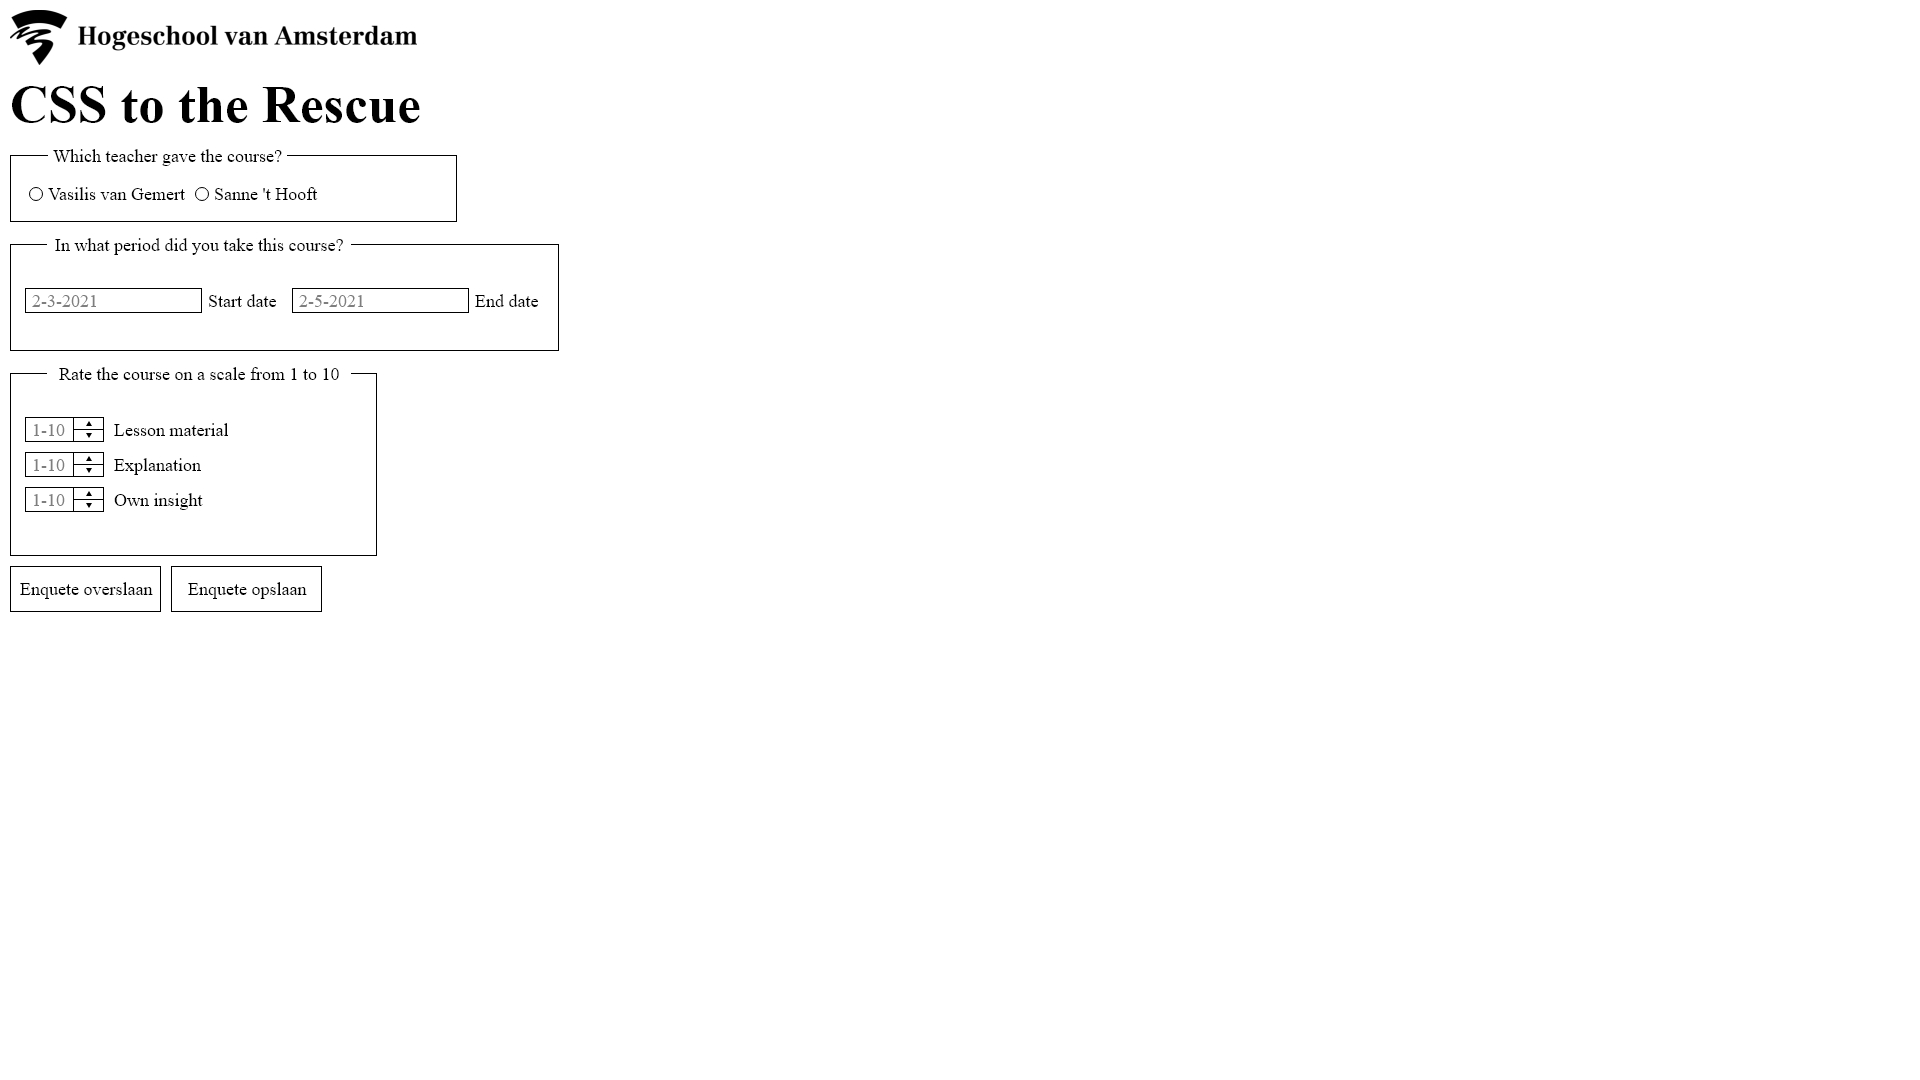 Hogeschool van Amsterdam
CSS to the Rescue
Which teacher gave the course?
Vasilis van Gemert Sanne 't Hooft
In what period did you take this course?
2-3-2021 Start date 2-5-2021 End date
Rate the course on a scale from 1 to 10
1-10 Lesson material
1-10 Explanation
1-10 Own insight
Enquete overslaan Enquete opslaan